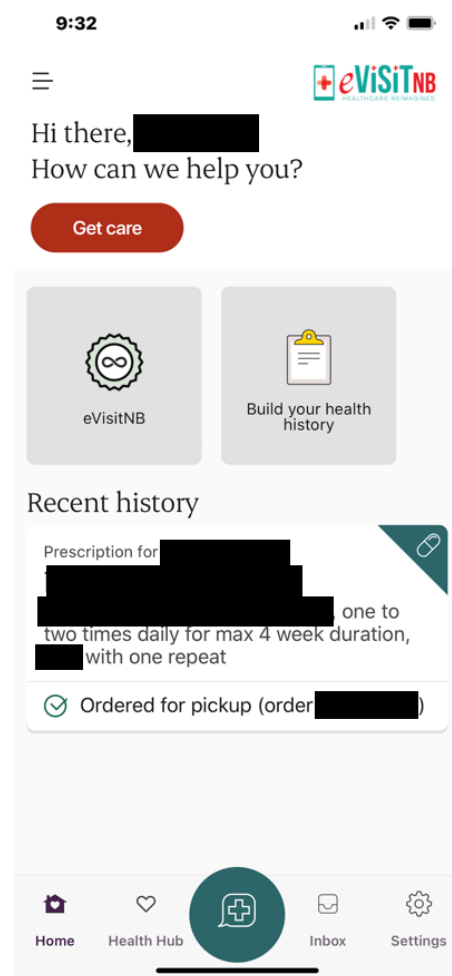 9:32
eViSiTNB
HEALTHCARE REIMAGINED
Hi there,
How can we help you?
Get care
eVisitNB
Build your health
history
Recent history
Prescription for
, one to
two times daily for max 4 week duration,
with one repeat
Ordered for pickup (order )
Home
Health Hub
Inbox
Settings